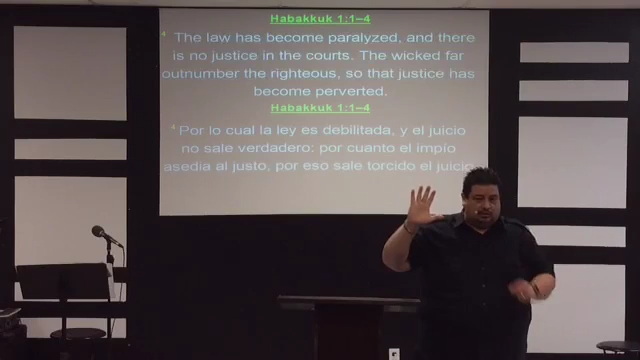 Habakkuk 1:1–4
4 The law has become paralyzed, and there
is no justice in the courts. The wicked far
outnumber the righteous, so that justice has
become perverted.
Habakkuk 1:1–4
4 Por lo cual la ley es debilitada, y el juicio
no sale verdadero: por cuanto el impío
asedia al justo, por eso sale torcido el juicio